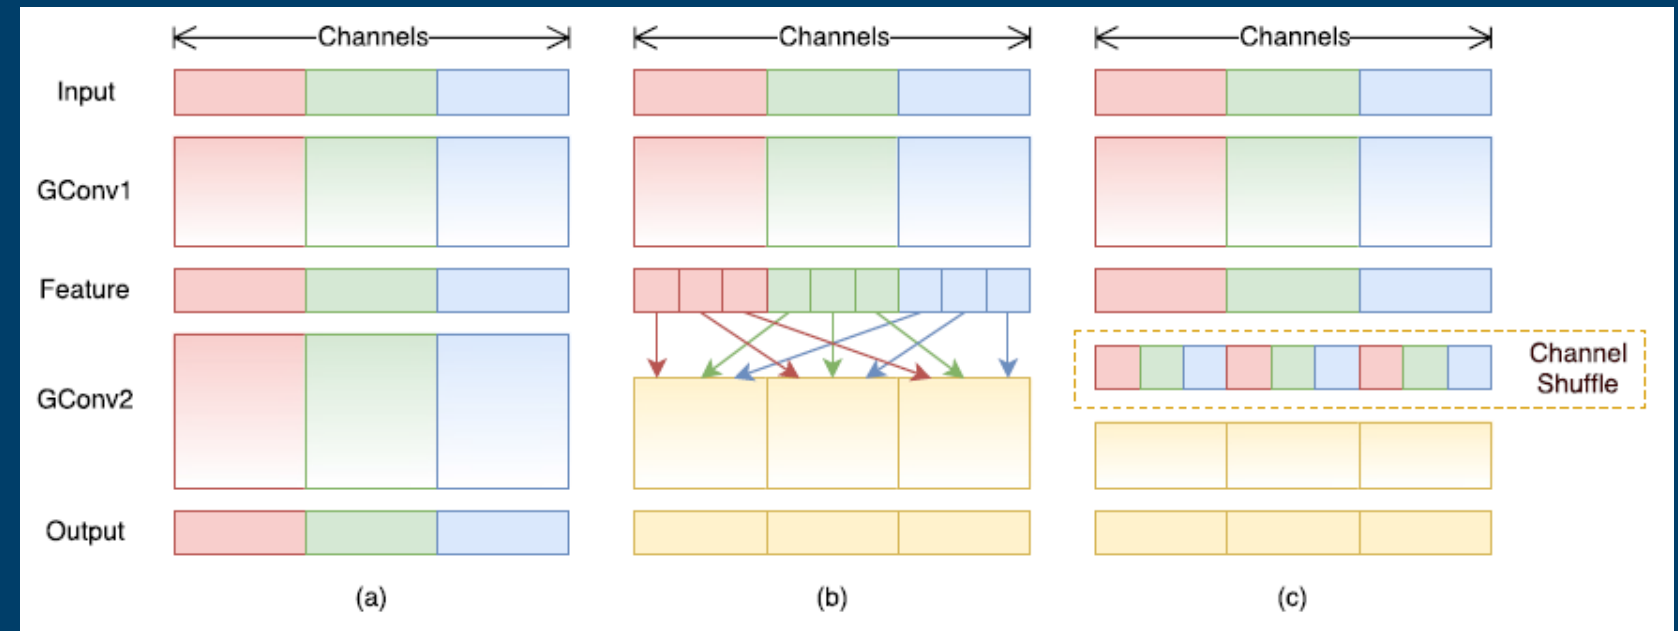 Channels
Channels
Channels
Input
GConv1
Feature
GConv2
Output
Channel
Shuffle
(a)
(b)
(c)